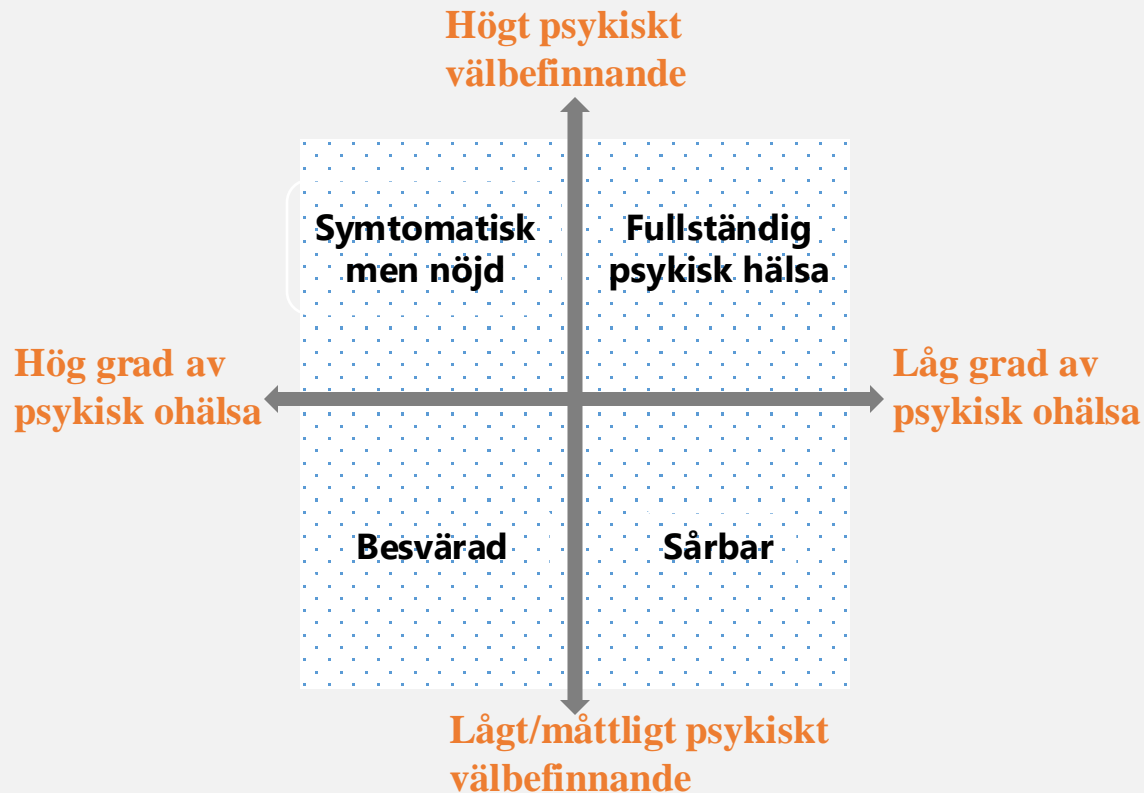 Högt psykiskt
välbefinnande
Symtomatisk
men nöjd
Fullständig
psykisk hälsa
Hög grad av
psykisk ohälsa
Låg grad av
psykisk ohälsa
Besvärad
Sårbar
Lågt/måttligt psykiskt
välbefinnande